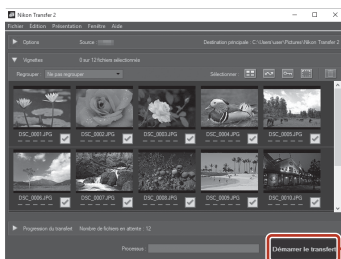 Nikon Transfer 2
Fichier Edition Présentation Fenêtre Aide
Options Source : Destination principale : C:\Users\user\Pictures\Nikon Transfer 2
Vignettes 0 sur 12 fichiers sélectionnés
Regrouper : Ne pas regrouper Sélectionner :
DSC_0001.JPG DSC_0002.JPG DSC_0003.JPG DSC_0004.JPG DSC_0005.JPG
DSC_0006.JPG DSC_0007.JPG DSC_0008.JPG DSC_0009.JPG DSC_0010.JPG
Progression du transfert Nombre de fichiers en attente : 12
Processus : Démarrer le transfert